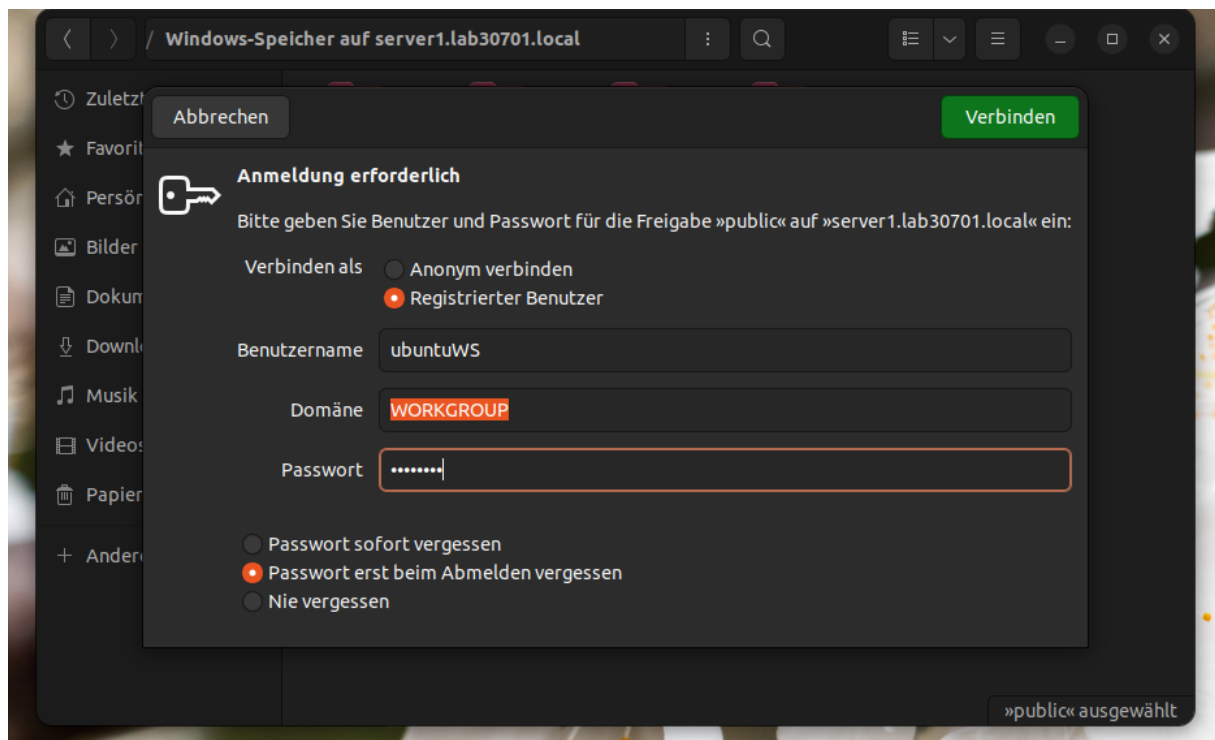 / Windows-Speicher auf server1.lab30701.local
Zuletzt
Favorit
Persör
Bilder
Dokum
Downl
Musik
Videos
Papier
+ Ander
Abbrechen
Verbinden
Anmeldung erforderlich
Bitte geben Sie Benutzer und Passwort für die Freigabe »public« auf »server1.lab30701.local« ein:
Verbinden als
Anonym verbinden
Registrierter Benutzer
Benutzername ubuntuWS
Domäne WORKGROUP
Passwort ••••••••
Passwort sofort vergessen
Passwort erst beim Abmelden vergessen
Nie vergessen
»public« ausgewählt